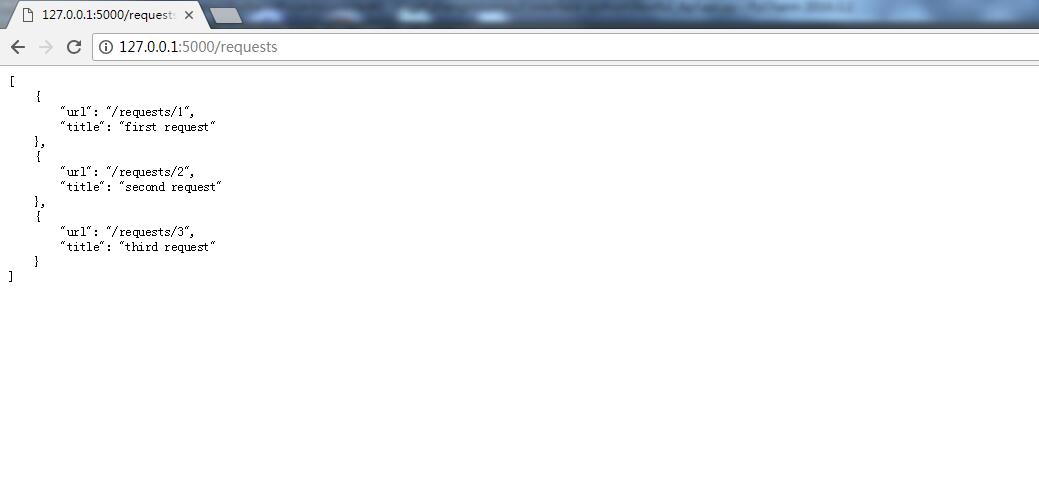 127.0.0.1:5000/requests
127.0.0.1:5000/requests
[
    {
        "url": "/requests/1",
        "title": "first request"
    },
    {
        "url": "/requests/2",
        "title": "second request"
    },
    {
        "url": "/requests/3",
        "title": "third request"
    }
]